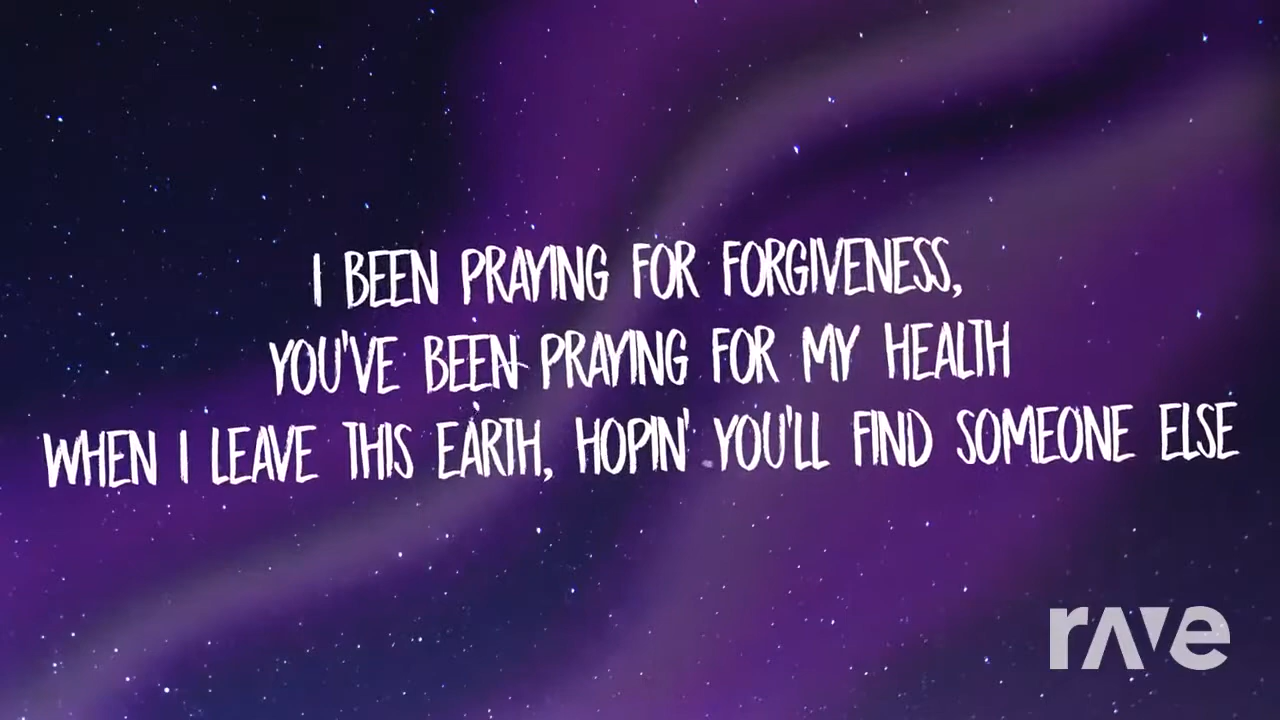 I BEEN PRAYING FOR FORGIVENESS,
YOU'VE BEEN PRAYING FOR MY HEALTH
WHEN I LEAVE THIS EARTH, HOPIN' YOU'LL FIND SOMEONE ELSE
rave